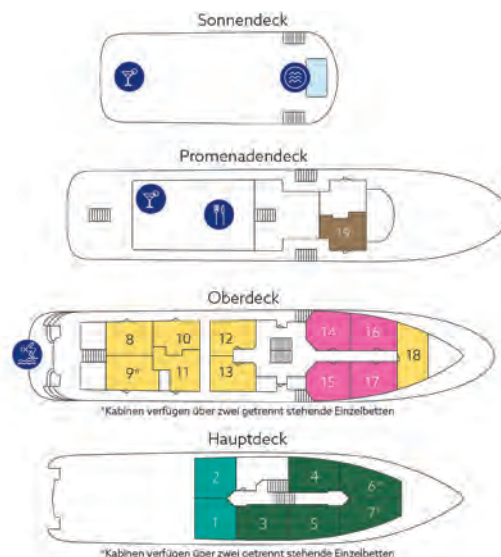 Sonnendeck
Promenadendeck
19
Oberdeck
8 10 12 14 16
18
9* 11 13 15 17
*Kabinen verfügen über zwei getrennt stehende Einzelbetten
Hauptdeck
2 4 6*
1 3 5 7*
*Kabinen verfügen über zwei getrennt stehende Einzelbetten